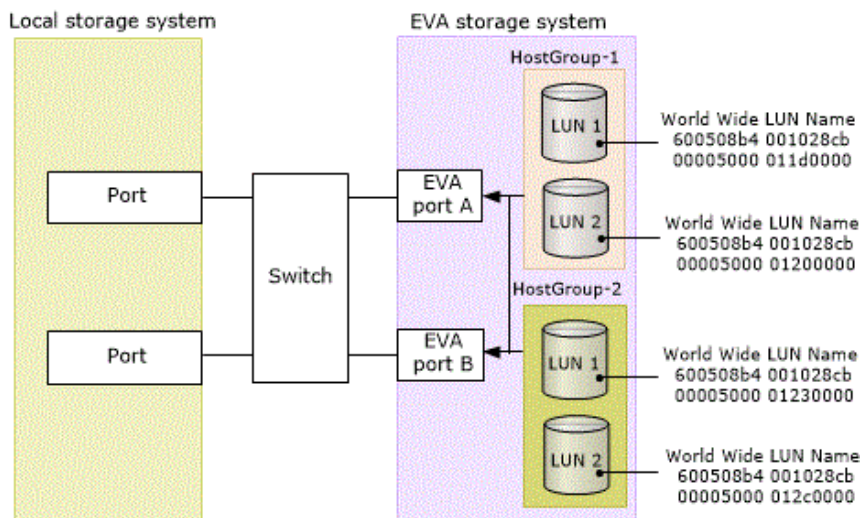 Local storage system
EVA storage system
HostGroup-1
LUN 1
World Wide LUN Name
600508b4 001028cb
00005000 011d0000
Port
EVA
port A
LUN 2
World Wide LUN Name
600508b4 001028cb
00005000 01200000
Switch
HostGroup-2
Port
EVA
port B
LUN 1
World Wide LUN Name
600508b4 001028cb
00005000 01230000
LUN 2
World Wide LUN Name
600508b4 001028cb
00005000 012c0000